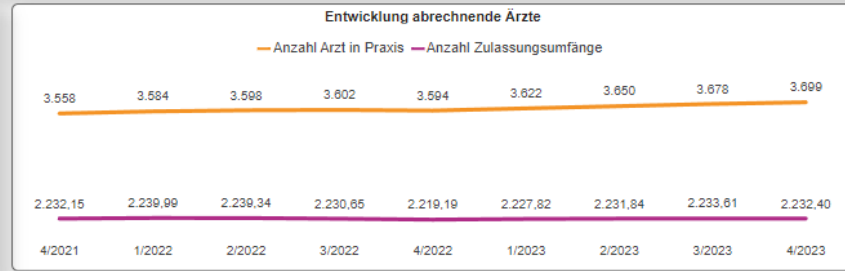 Entwicklung abrechnende Ärzte
Anzahl Arzt in Praxis Anzahl Zulassungsumfänge
3.558 3.584 3.598 3.602 3.594 3.622 3.650 3.678 3.699
2.232,15 2.239,99 2.239,34 2.230,65 2.219,19 2.227,82 2.231,84 2.233,61 2.232,40
4/2021 1/2022 2/2022 3/2022 4/2022 1/2023 2/2023 3/2023 4/2023